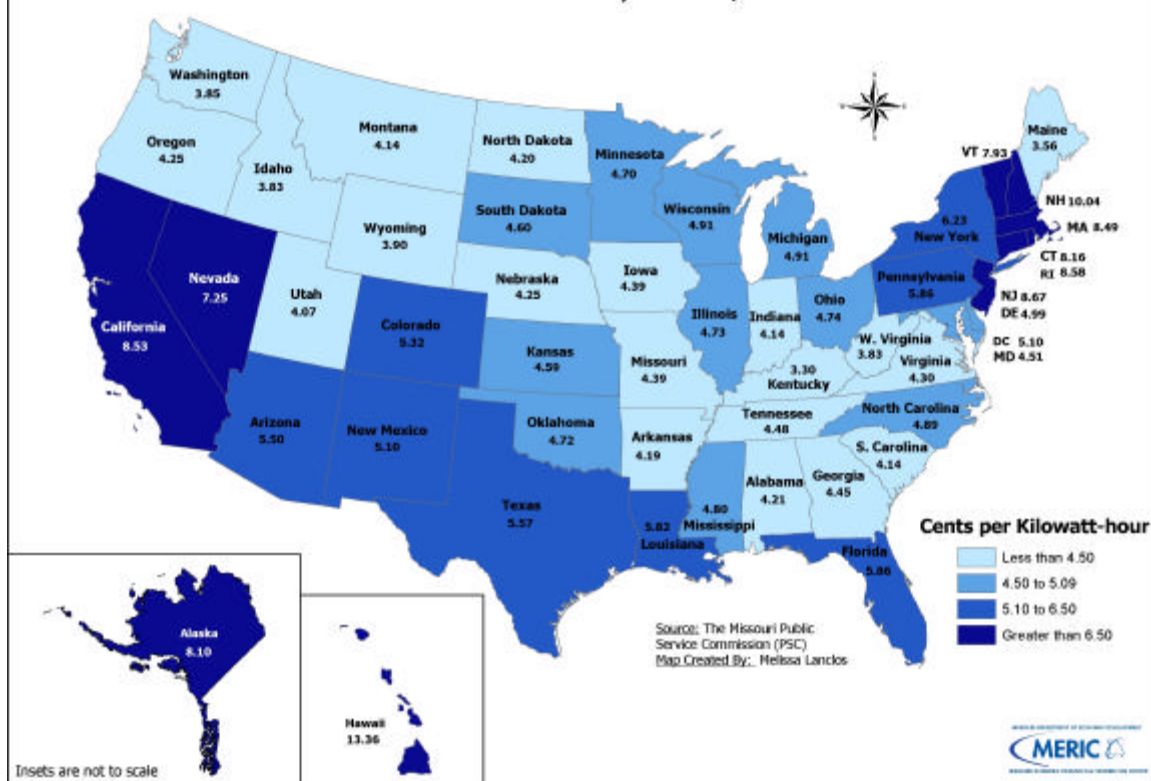 Washington
3.85
Oregon
4.25
Idaho
3.83
Montana
4.14
North Dakota
4.20
Minnesota
4.70
South Dakota
4.60
Wyoming
3.90
Wisconsin
4.91
Michigan
4.91
Maine
3.56
VT 7.93
NH 10.04
MA 8.49
CT 8.16
RI 8.58
NJ 8.67
DE 4.99
DC 5.10
MD 4.51
6.23
New York
Pennsylvania
5.86
Nevada
7.25
California
8.53
Utah
4.07
Colorado
5.32
Nebraska
4.25
Iowa
4.39
Illinois
4.73
Indiana
4.14
Ohio
4.74
W. Virginia
3.83
Virginia
4.30
Kansas
4.59
Missouri
4.39
3.30
Kentucky
Tennessee
4.48
North Carolina
4.89
S. Carolina
4.14
Arizona
5.50
New Mexico
5.10
Oklahoma
4.72
Arkansas
4.19
Texas
5.57
5.82
Louisiana
4.80
Mississippi
Alabama
4.21
Georgia
4.45
Florida
5.86
Cents per Kilowatt-hour
Less than 4.50
4.50 to 5.09
5.10 to 6.50
Greater than 6.50
Alaska
8.10
Hawaii
13.36
Insets are not to scale
Source: The Missouri Public
Service Commission (PSC)
Map Created By: Melissa Lanclos
MERIC